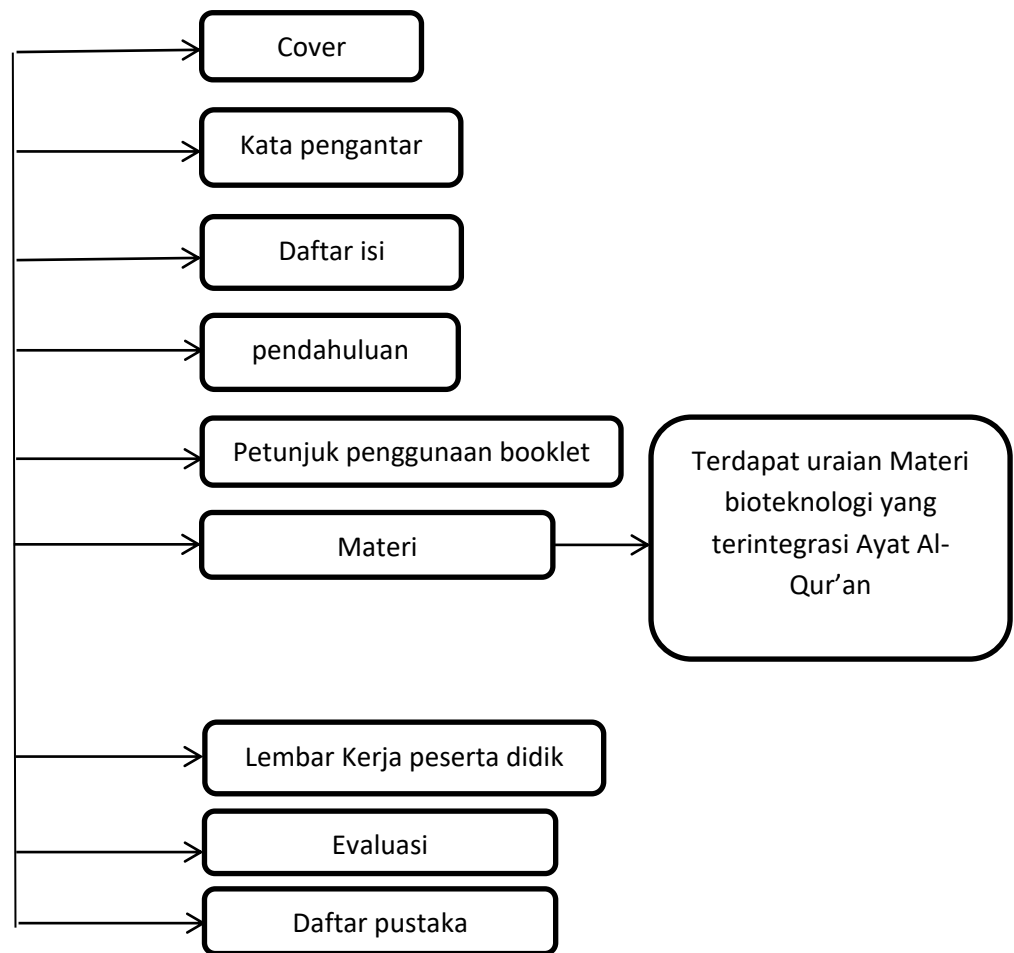 Cover
Kata pengantar
Daftar isi
pendahuluan
Petunjuk penggunaan booklet
Materi
Terdapat uraian Materi
bioteknologi yang
terintegrasi Ayat Al-
Qur’an
Lembar Kerja peserta didik
Evaluasi
Daftar pustaka